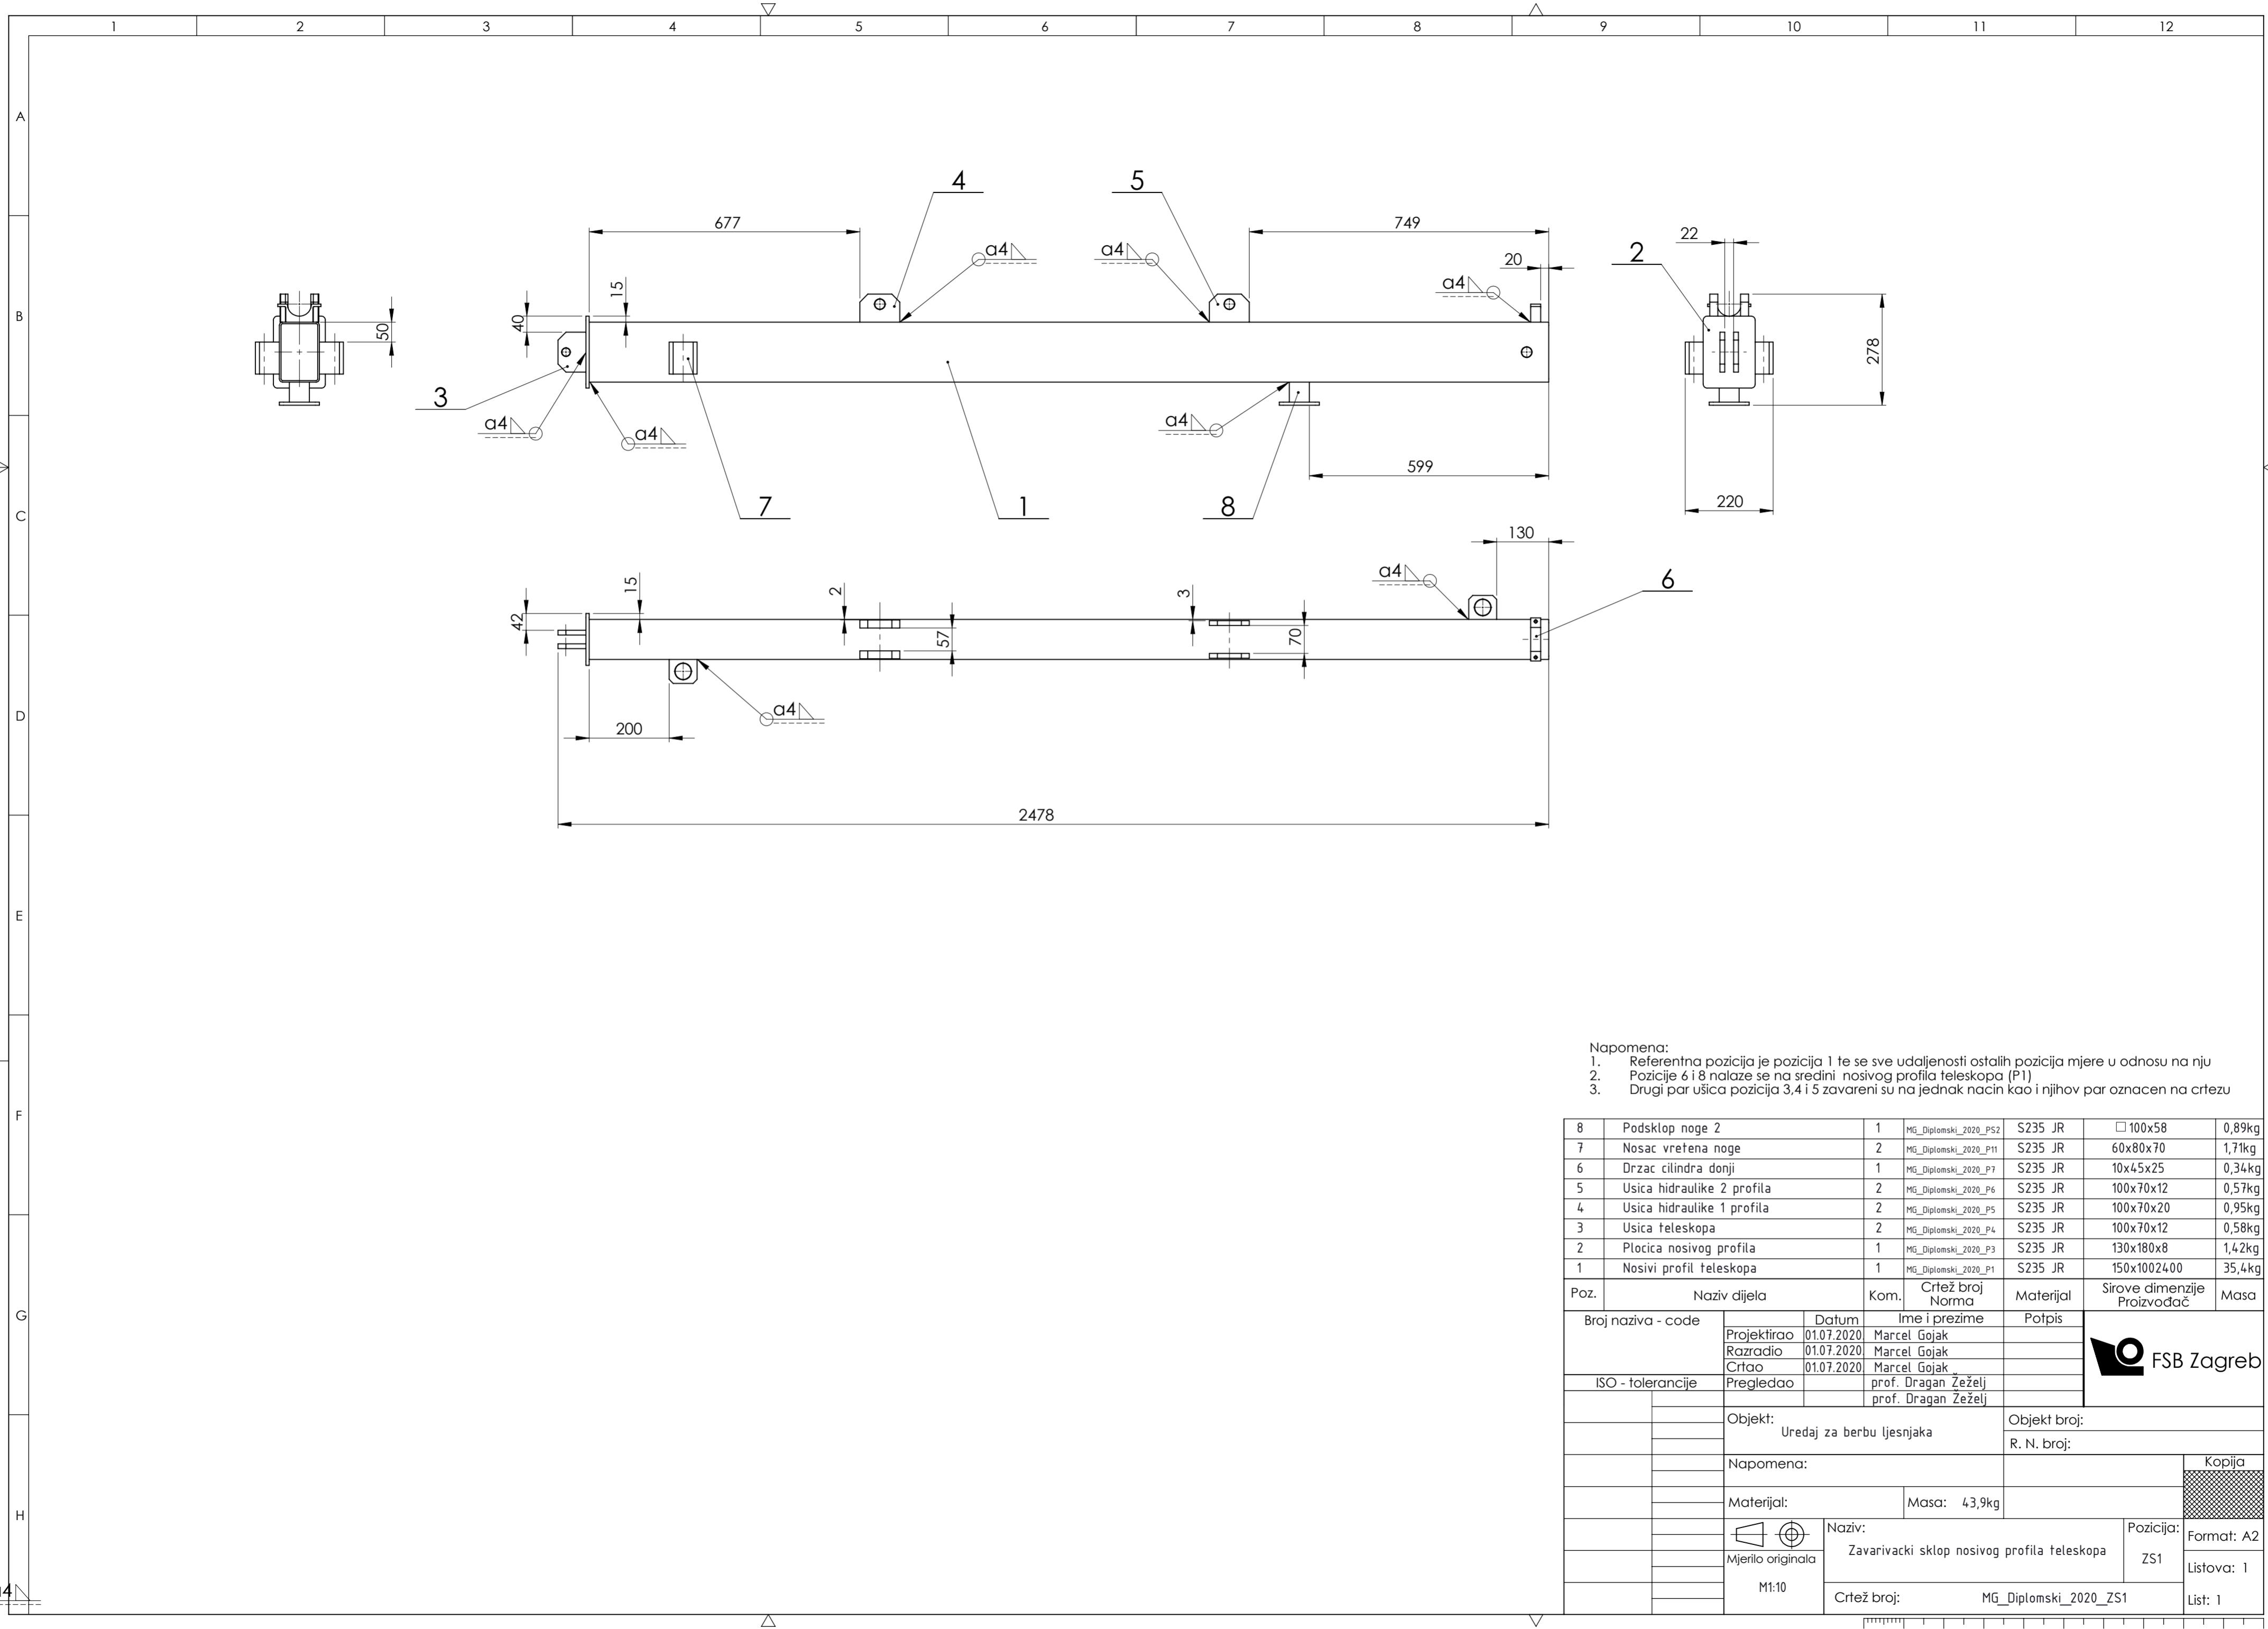 1 2 3 4 5 6 7 8 9 10 11 12
A
B
C
D
E
F
G
H
4
5
677
749
a4
a4
22
2
20
a4
15
40
50
278
3
a4
a4
a4
599
220
7
1
8
130
a4
6
15
2
3
42
57
70
a4
200
2478
Napomena:
1. Referentna pozicija je pozicija 1 te se sve udaljenosti ostalih pozicija mjere u odnosu na nju
2. Pozicije 6 i 8 nalaze se na sredini nosivog profila teleskopa (P1)
3. Drugi par ušica pozicija 3,4 i 5 zavareni su na jednak nacin kao i njihov par oznacen na crtezu
8 Podsklop noge 2 1 MG_Diplomski_2020_PS2 S235 JR □100x58 0,89kg
7 Nosac vretena noge 2 MG_Diplomski_2020_P11 S235 JR 60x80x70 1,71kg
6 Drzac cilindra donji 1 MG_Diplomski_2020_P7 S235 JR 10x45x25 0,34kg
5 Usica hidraulike 2 profila 2 MG_Diplomski_2020_P6 S235 JR 100x70x12 0,57kg
4 Usica hidraulike 1 profila 2 MG_Diplomski_2020_P5 S235 JR 100x70x20 0,95kg
3 Usica teleskopa 2 MG_Diplomski_2020_P4 S235 JR 100x70x12 0,58kg
2 Plocica nosivog profila 1 MG_Diplomski_2020_P3 S235 JR 130x180x8 1,42kg
1 Nosivi profil teleskopa 1 MG_Diplomski_2020_P1 S235 JR 150x1002400 35,4kg
Poz. Naziv dijela Kom. Crtež broj Norma Materijal Sirove dimenzije Proizvođač Masa
Broj naziva - code Datum Ime i prezime Potpis
Projektirao 01.07.2020. Marcel Gojak
Razradio 01.07.2020. Marcel Gojak
Crtao 01.07.2020. Marcel Gojak
ISO - tolerancije Pregledao prof. Dragan Žeželj
prof. Dragan Žeželj
FSB Zagreb
Objekt: Uredaj za berbu ljesnjaka
Objekt broj:
R. N. broj:
Napomena:
Kopija
Materijal: Masa: 43,9kg
Naziv: Zavarivacki sklop nosivog profila teleskopa
Pozicija: ZS1
Format: A2
Mjerilo originala
M1:10
Listova: 1
Crtež broj: MG_Diplomski_2020_ZS1
List: 1